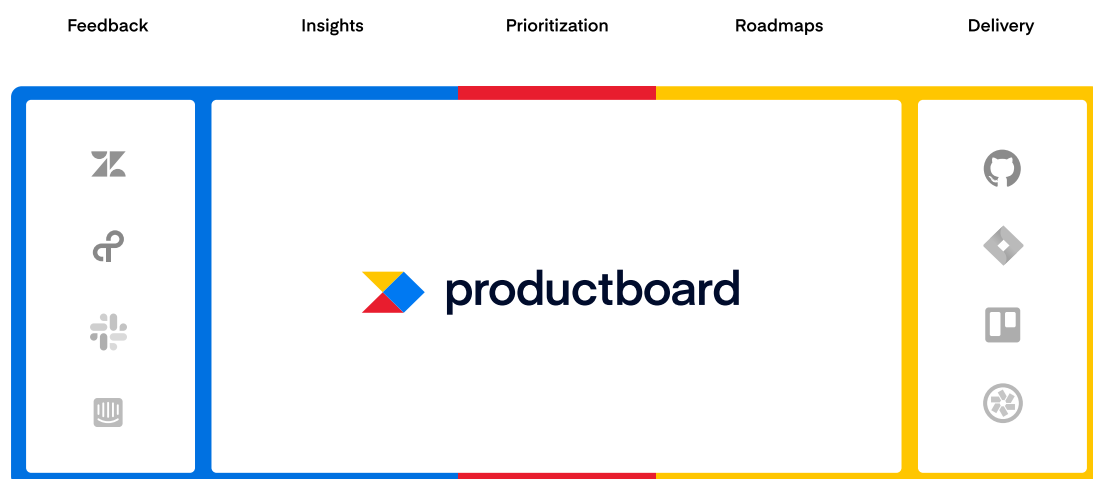 Feedback
Insights
Prioritization
Roadmaps
Delivery
productboard